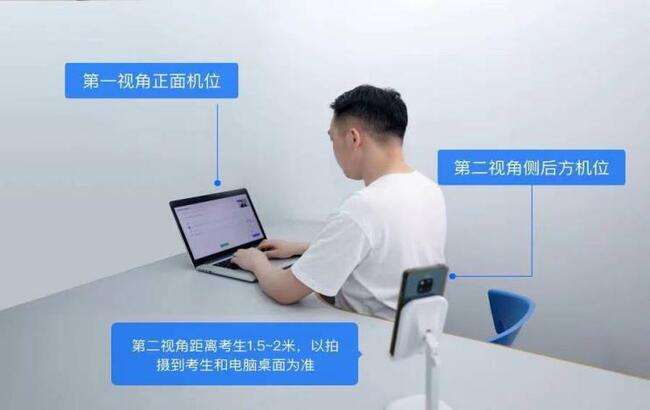 第一视角正面机位
第二视角侧后方机位
第二视角距离考生1.5~2米，以拍
摄到考生和电脑桌面为准